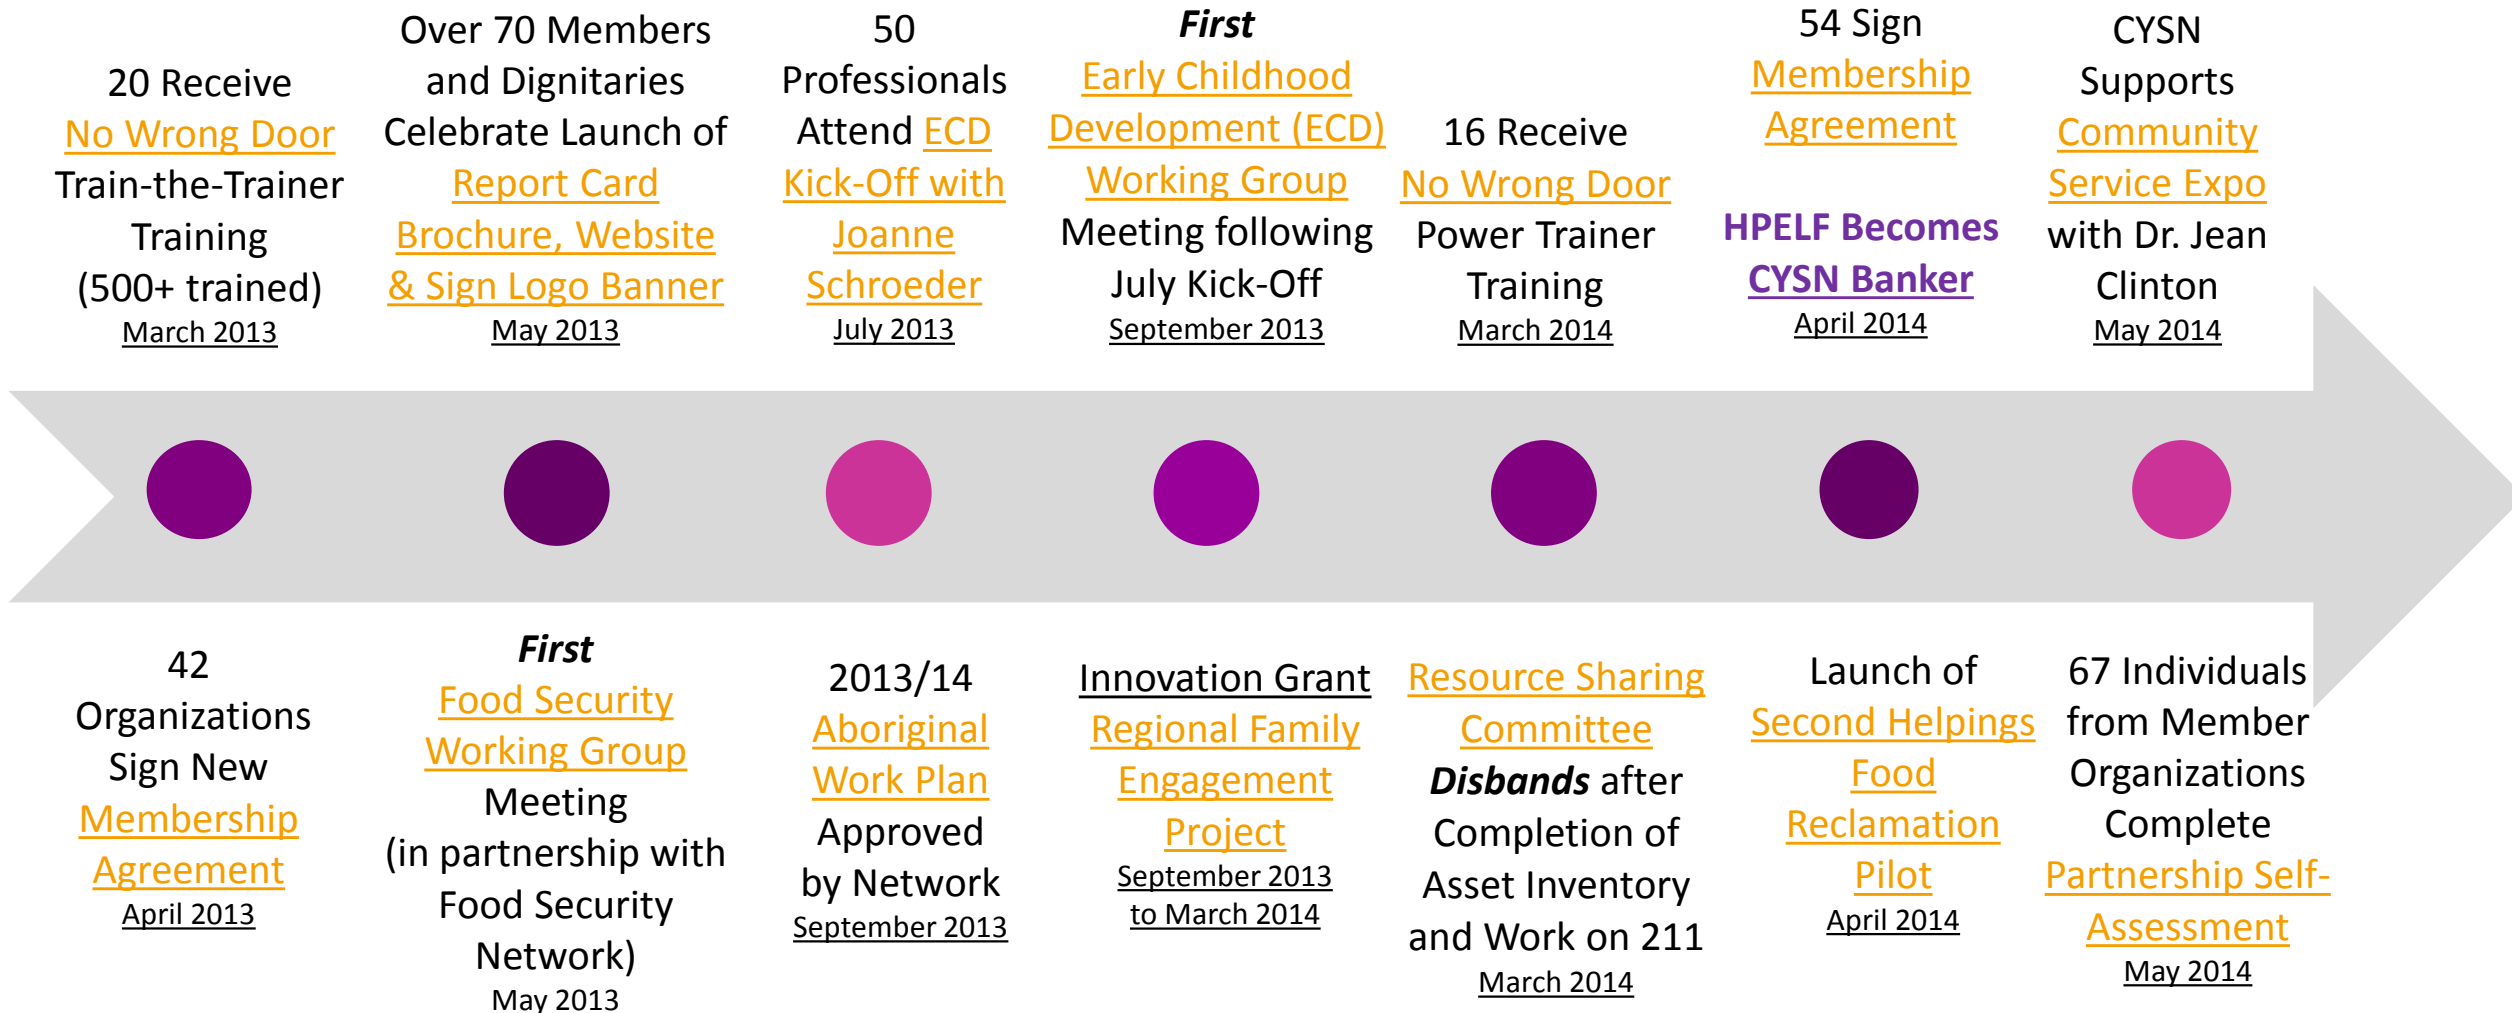 20 Receive
No Wrong Door
Train-the-Trainer
Training
(500+ trained)
March 2013
Over 70 Members
and Dignitaries
Celebrate Launch of
Report Card
Brochure, Website
& Sign Logo Banner
May 2013
50
Professionals
Attend ECD
Kick-Off with
Joanne
Schroeder
July 2013
First
Early Childhood
Development (ECD)
Working Group
Meeting following
July Kick-Off
September 2013
16 Receive
No Wrong Door
Power Trainer
Training
March 2014
54 Sign
Membership
Agreement
HPELF Becomes
CYSN Banker
April 2014
CYSN
Supports
Community
Service Expo
with Dr. Jean
Clinton
May 2014
42
Organizations
Sign New
Membership
Agreement
April 2013
First
Food Security
Working Group
Meeting
(in partnership with
Food Security
Network)
May 2013
2013/14
Aboriginal
Work Plan
Approved
by Network
September 2013
Innovation Grant
Regional Family
Engagement
Project
September 2013
to March 2014
Resource Sharing
Committee
Disbands after
Completion of
Asset Inventory
and Work on 211
March 2014
Launch of
Second Helpings
Food
Reclamation
Pilot
April 2014
67 Individuals
from Member
Organizations
Complete
Partnership Self-
Assessment
May 2014